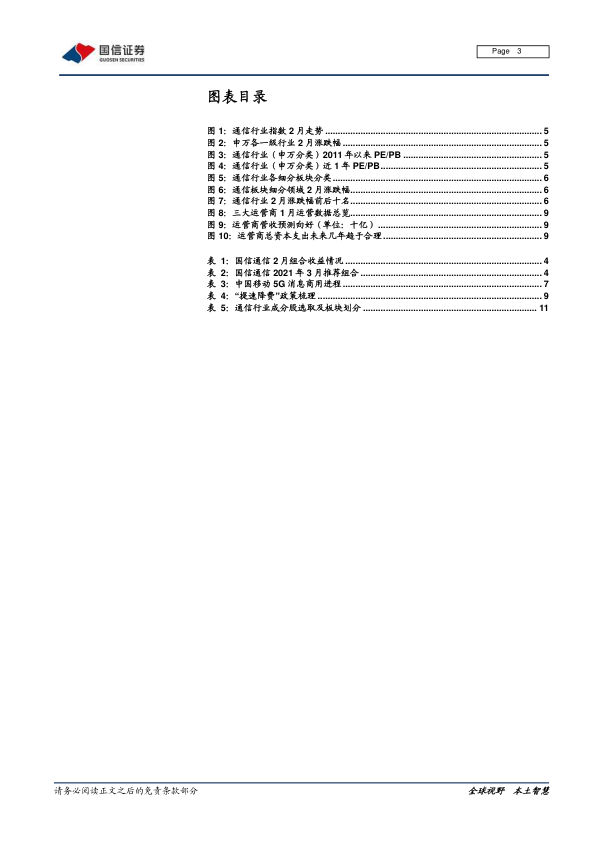 国信证券
GUOSEN SECURITIES
Page 3
图表目录
图 1：通信行业指数 2 月走势 ........ 5
图 2：申万各一级行业 2 月涨跌幅 ........ 5
图 3：通信行业（申万分类）2011 年以来 PE/PB ........ 5
图 4：通信行业（申万分类）近 1 年 PE/PB ........ 5
图 5：通信行业各细分板块分类 ........ 6
图 6：通信板块细分领域 2 月涨跌幅 ........ 6
图 7：通信行业 2 月涨跌幅前后十名 ........ 6
图 8：三大运营商 1 月运营数据总览 ........ 9
图 9：运营商营收预测向好（单位：十亿） ........ 9
图 10：运营商总资本支出未来几年趋于合理 ........ 9
表 1：国信通信 2 月组合收益情况 ........ 4
表 2：国信通信 2021 年 3 月推荐组合 ........ 4
表 3：中国移动 5G 消息商用进程 ........ 7
表 4：“提速降费”政策梳理 ........ 9
表 5：通信行业成分股选取及板块划分 ........ 11
请务必阅读正文之后的免责条款部分
全球视野 本土智慧